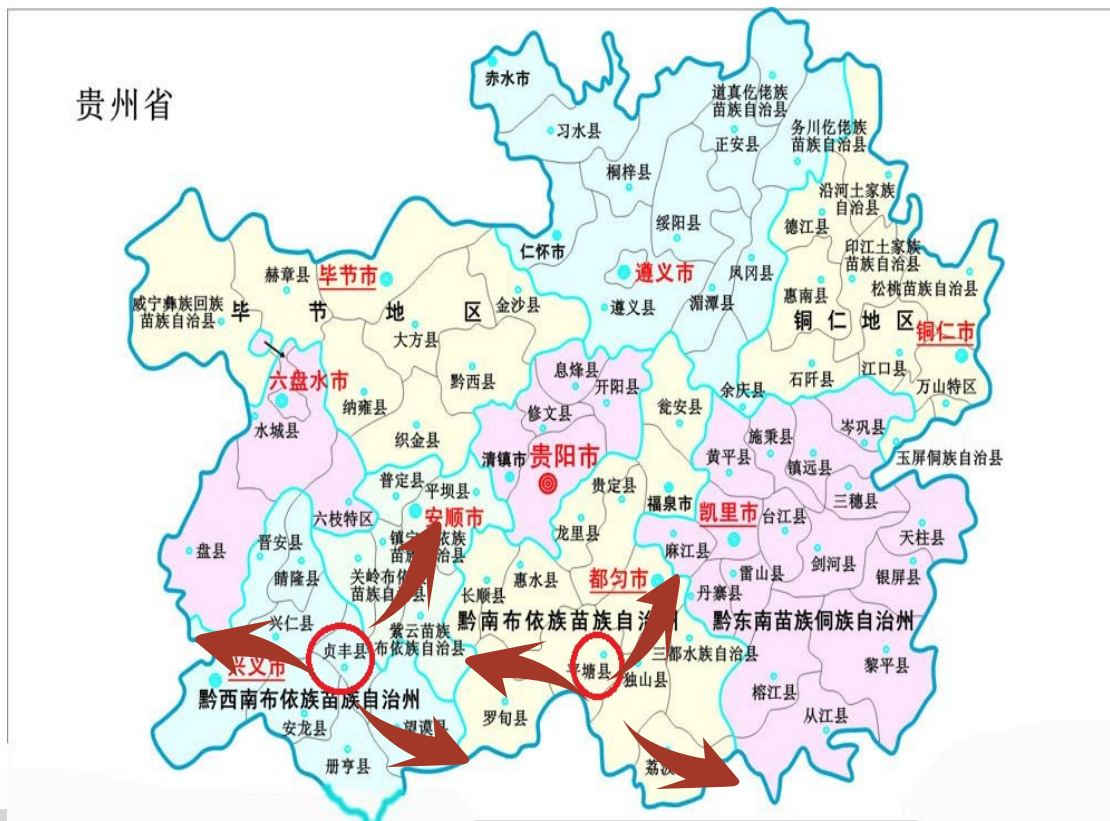 贵州省
赤水市
道真仡佬族
苗族自治县
务川仡佬族
苗族自治县
习水县
正安县
桐梓县
沿河土家族
自治县
德江县
绥阳县
仁怀市
印江土家族
苗族自治县
遵义市
凤冈县
赫章县
毕节市
松桃苗族自治县
惠南县
威宁彝族回族
苗族自治县
毕节地区
金沙县
遵义县
湄潭县
铜仁地区
铜仁市
大方县
息烽县
石阡县
江口县
六盘水市
黔西县
开阳县
余庆县
万山特区
纳雍县
修文县
瓮安县
岑巩县
水城县
织金县
施秉县
黄平县
镇远县
玉屏侗族自治县
清镇市
贵阳市
普定县
平坝县
贵定县
福泉市
三穗县
六枝特区
安顺市
凯里市
台江县
龙里县
天柱县
盘县
晋安县
麻江县
剑河县
睛隆县
惠水县
都匀市
雷山县
银屏县
长顺县
丹寨县
兴仁县
紫云苗族
布依族自治县
黔南布依族苗族自治州
黔东南苗族侗族自治州
贞丰县
三都水族自治县
兴义市
平塘县
独山县
黎平县
黔西南布依族苗族自治州
榕江县
罗甸县
从江县
安龙县
册亨县